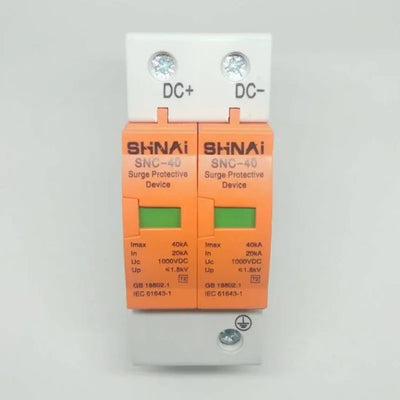 DC+ DC-
SHNAi SHNAi
SNC-40 SNC-40
Surge Protective Surge Protective
Device Device
Imax 40kA Imax 40kA
In 20kA In 20kA
Uc 1000VDC Uc 1000VDC
Up ≤1.8kV Up ≤1.8kV
T2 T2
GB 18802.1 GB 18802.1
IEC 61643-1 IEC 61643-1